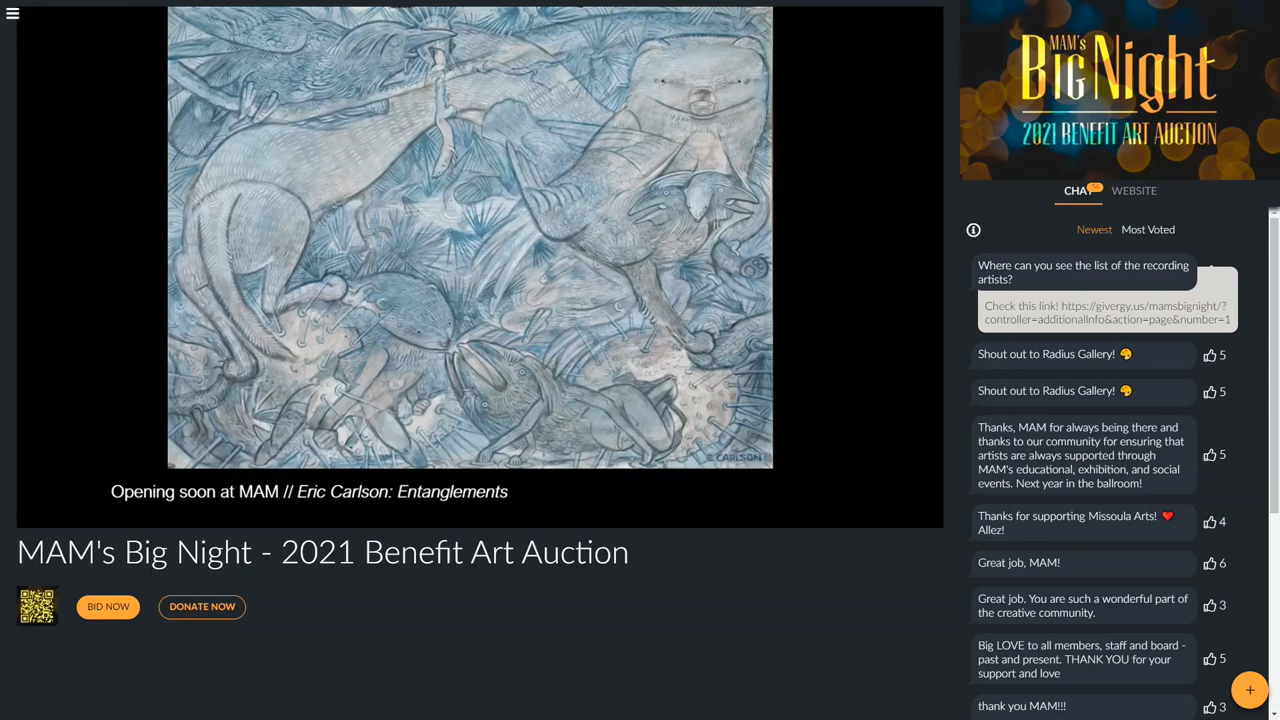 E. CARLSON
Opening soon at MAM // Eric Carlson: Entanglements
MAM's Big Night - 2021 Benefit Art Auction
BID NOW
DONATE NOW
MAM's
BIG NIGHT
2021 BENEFIT ART AUCTION
CHAT 54 WEBSITE
Newest Most Voted
Where can you see the list of the recording
artists?
Check this link! https://givergy.us/mamsbignight/?
controller=additionalInfo&action=page&number=1
Shout out to Radius Gallery! 🎨 5
Shout out to Radius Gallery! 🎨 5
Thanks, MAM for always being there and
thanks to our community for ensuring that
artists are always supported through
MAM's educational, exhibition, and social
events. Next year in the ballroom!
5
Thanks for supporting Missoula Arts! ❤️
Allez!
4
Great job, MAM! 6
Great job. You are such a wonderful part of
the creative community.
3
Big LOVE to all members, staff and board -
past and present. THANK YOU for your
support and love
5
thank you MAM!!! 3